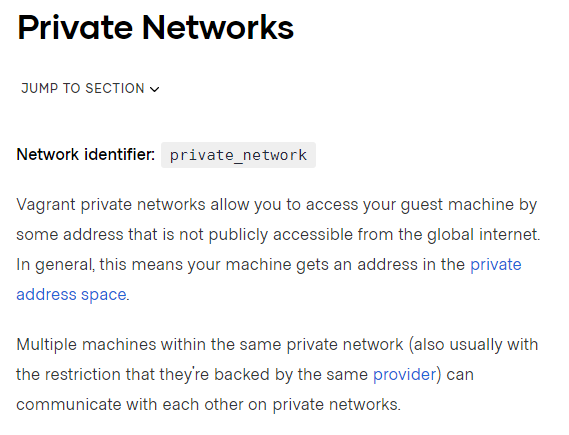 Private Networks
JUMP TO SECTION
Network identifier: private_network
Vagrant private networks allow you to access your guest machine by
some address that is not publicly accessible from the global internet.
In general, this means your machine gets an address in the private
address space.
Multiple machines within the same private network (also usually with
the restriction that they're backed by the same provider) can
communicate with each other on private networks.